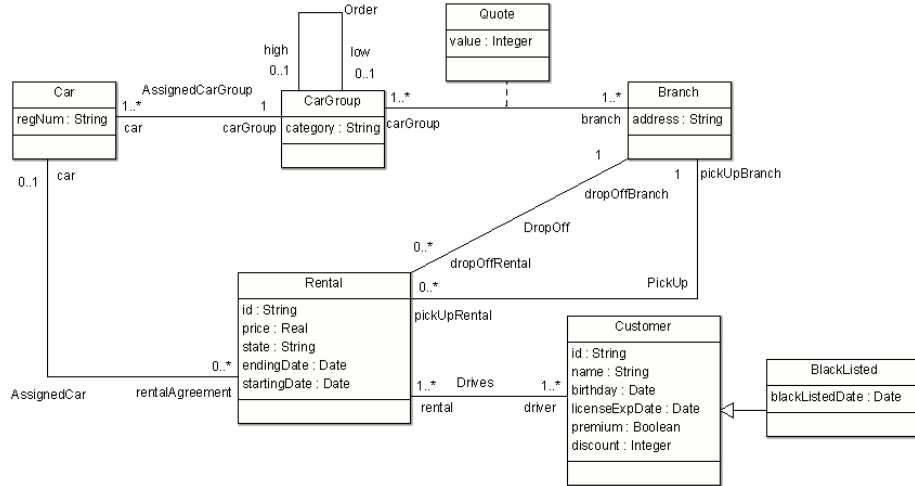 Order
Quote
value : Integer
high
low
0..1
0..1
Car
regNum : String
AssignedCarGroup
1..*
1
car
carGroup
CarGroup
category : String
1..*
1..*
carGroup
branch
Branch
address : String
0..1
car
1
1
pickUpBranch
dropOffBranch
DropOff
0..*
dropOffRental
Rental
id : String
price : Real
state : String
endingDate : Date
startingDate : Date
0..*
PickUp
pickUpRental
Customer
id : String
name : String
birthday : Date
licenseExpDate : Date
premium : Boolean
discount : Integer
BlackListed
blackListedDate : Date
0..*
AssignedCar
rentalAgreement
1..*
Drives
1..*
rental
driver